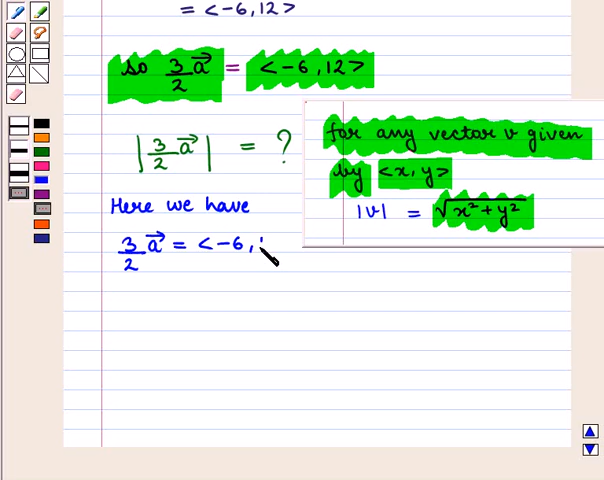 = <-6,12>
so 3/2 a⃗ = <-6,12>
|3/2 a⃗| = ?
for any vector v given
by <x,y>
|v| = √x²+y²
Here we have
3/2 a⃗ = <-6,